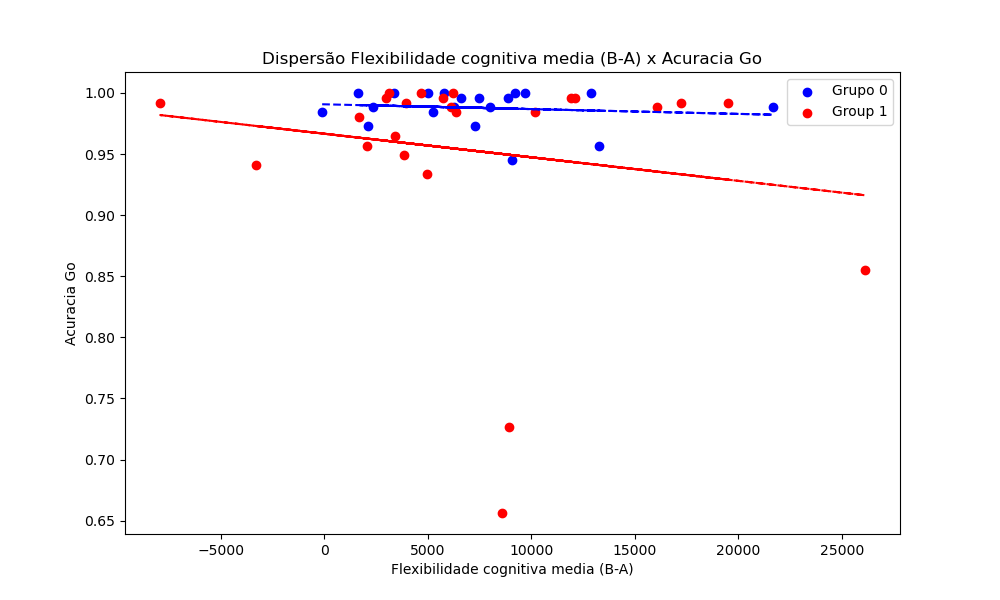 Dispersão Flexibilidade cognitiva media (B-A) x Acuracia Go
Grupo 0
Group 1
1.00
0.95
0.90
0.85
0.80
0.75
0.70
0.65
Acuracia Go
−5000 0 5000 10000 15000 20000 25000
Flexibilidade cognitiva media (B-A)